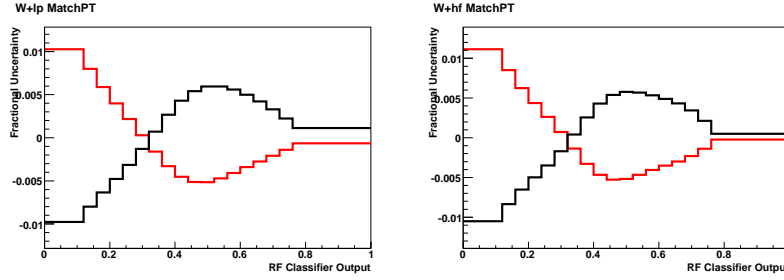 W+lp MatchPT
Fractional Uncertainty
0.01
0.005
0
-0.005
-0.01
0 0.2 0.4 0.6 0.8 1
RF Classifier Output
W+hf MatchPT
Fractional Uncertainty
0.01
0.005
0
-0.005
-0.01
0 0.2 0.4 0.6 0.8
RF Classifier Output